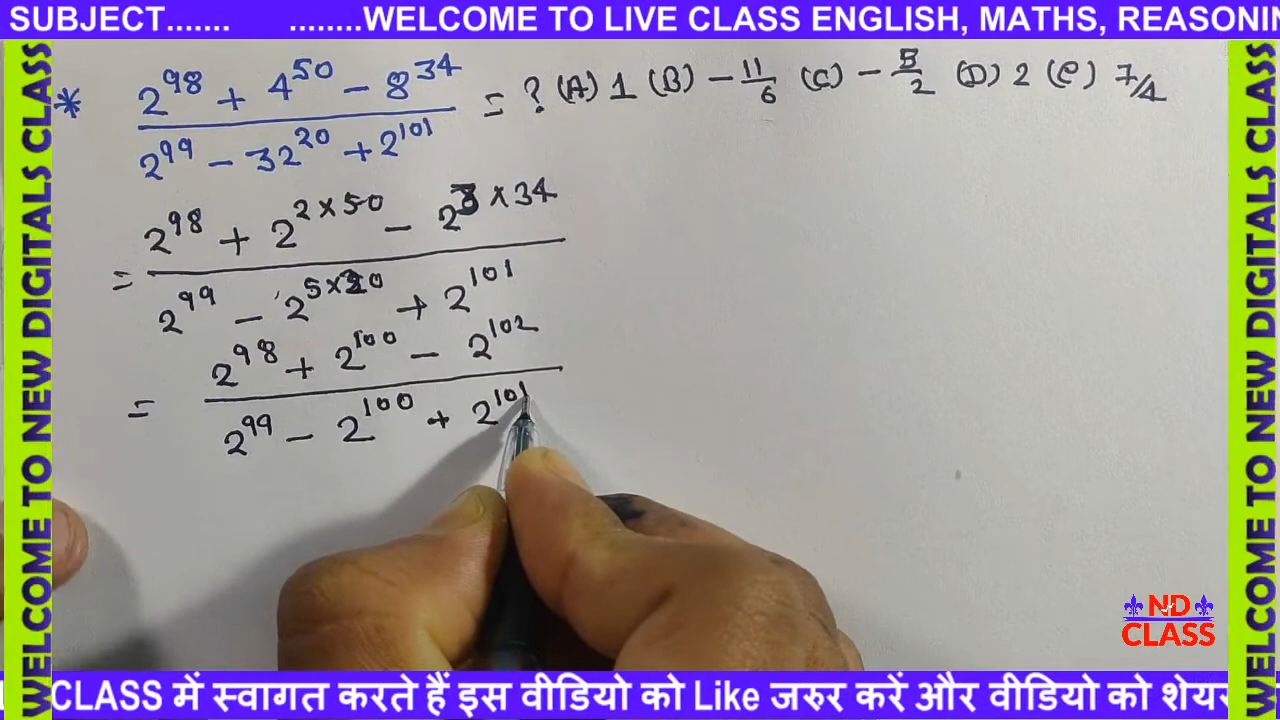 SUBJECT....... ........WELCOME TO LIVE CLASS ENGLISH, MATHS,
* 2^98 + 4^50 - 8^34 / 2^99 - 32^20 + 2^101 = ? (A) 1 (B) - 11/6 (C) - 5/2 (D) 2 (E) 7/4
= 2^98 + 2^2×50 - 2^3×34 / 2^99 - 2^5×20 + 2^101
= 2^98 + 2^100 - 2^102 / 2^99 - 2^100 + 2^101
WELCOME TO NEW DIGITALS CLASS
WELCOME TO NEW DIGITALS CLASS
ND
CLASS
CLASS में स्वागत करते हैं इस वीडियो को Like जरुर करें और वीडियो को